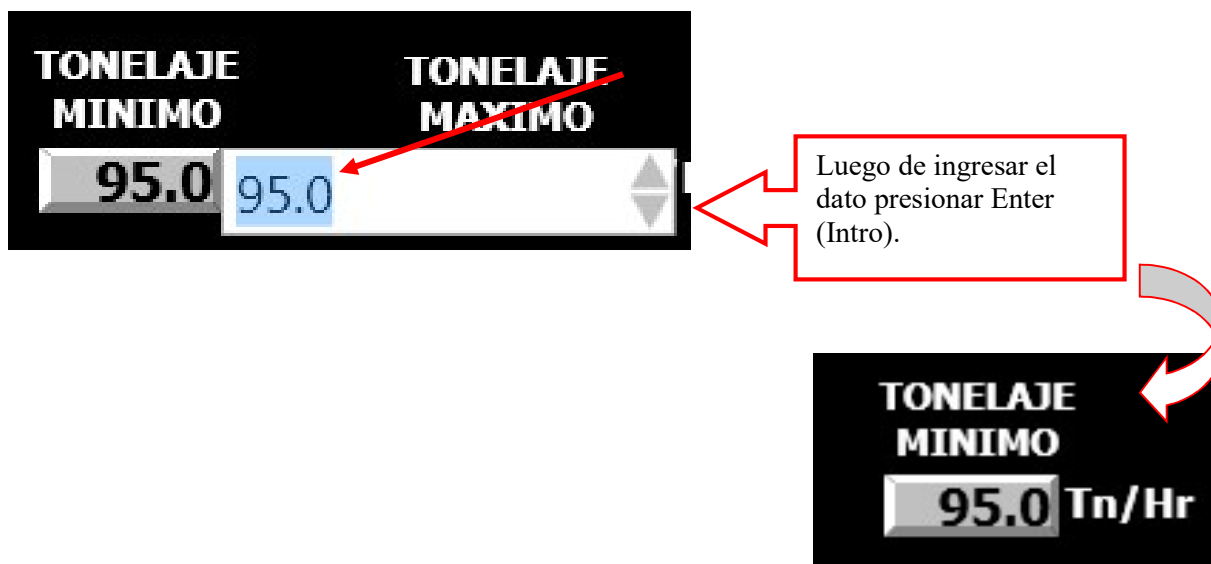 TONELAJE
MINIMO
TONELAJE
MAXIMO
95.0
95.0
Luego de ingresar el
dato presionar Enter
(Intro).
TONELAJE
MINIMO
95.0 Tn/Hr